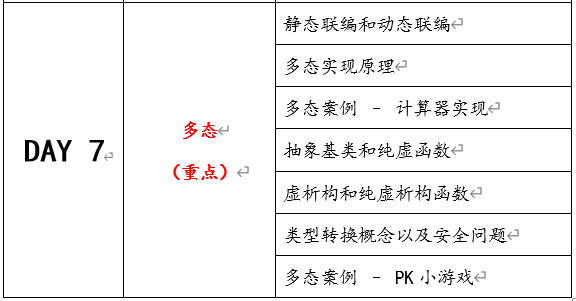 DAY 7
多态
（重点）
静态联编和动态联编
多态实现原理
多态案例 – 计算器实现
抽象基类和纯虚函数
虚析构和纯虚析构函数
类型转换概念以及安全问题
多态案例 – PK小游戏